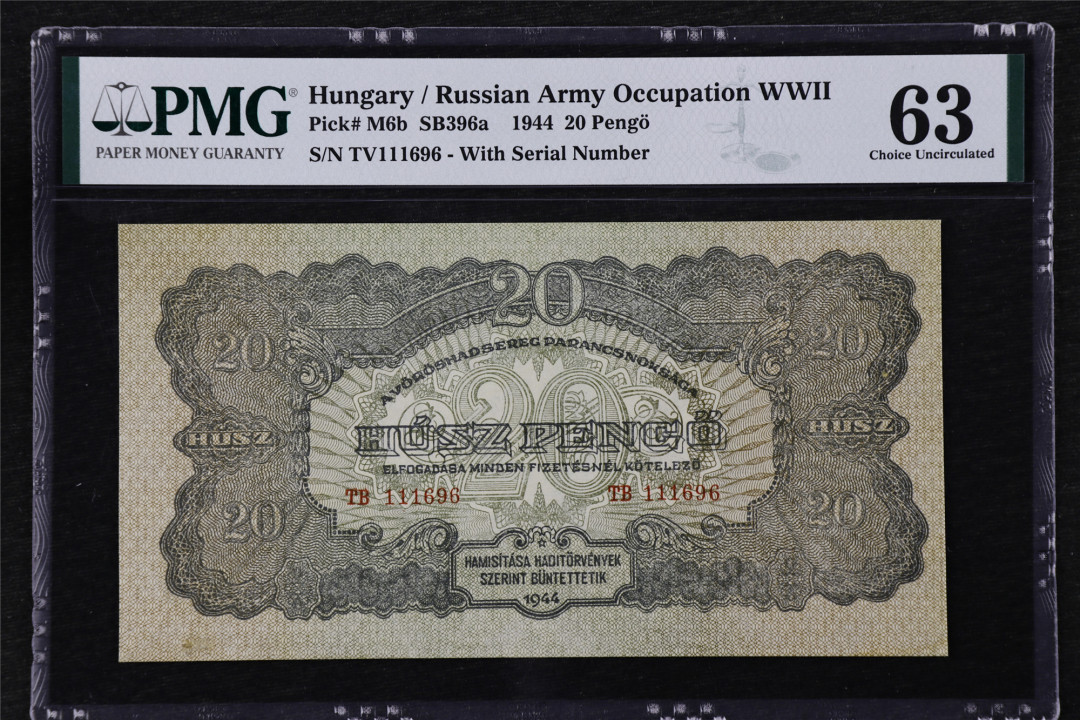 PMG®
PAPER MONEY GUARANTY
Hungary / Russian Army Occupation WWII
Pick# M6b SB396a 1944 20 Pengö
S/N TV111696 - With Serial Number
63
Choice Uncirculated
20
20
20
A VÖRÖSHADSEREG PARANCSNOKSÁGA
20
HÚSZ
HÚSZ PENGŐ
HÚSZ
ELFOGADÁSA MINDEN FIZETÉSNÉL KÖTELEZŐ
TB 111696
TB 111696
20
20
HAMISÍTÁSA HADITÖRVÉNYEK
SZERINT BÜNTETTETIK
1944